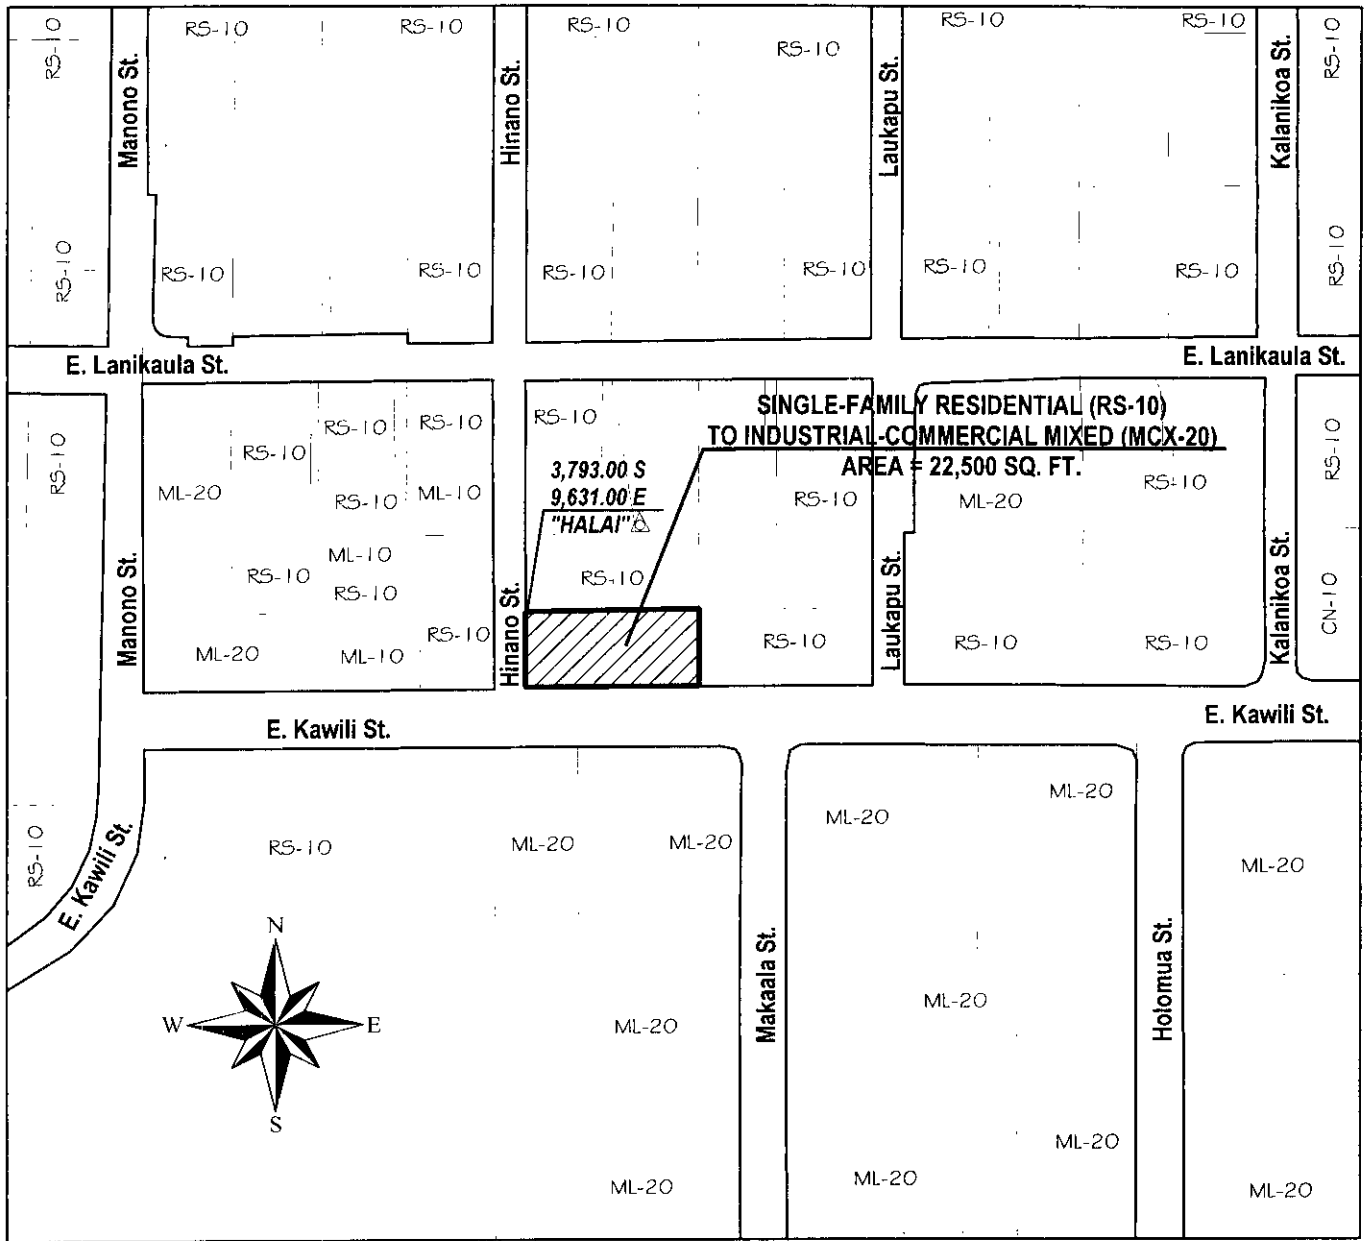 RS-10
RS-10
RS-10
RS-10
RS-10
RS-10
RS-10
RS-10
Manono St.
Hinano St.
Laukapu St.
Kalanikoa St.
RS-10
RS-10
RS-10
RS-10
RS-10
RS-10
RS-10
RS-10
E. Lanikaula St.
E. Lanikaula St.
SINGLE-FAMILY RESIDENTIAL (RS-10)
TO INDUSTRIAL-COMMERCIAL MIXED (MCX-20)
AREA = 22,500 SQ. FT.
3,793.00 S
9,631.00 E
"HALAI"
RS-10
RS-10
RS-10
RS-10
RS-10
RS-10
ML-20
RS-10
ML-10
RS-10
ML-20
RS-10
ML-10
RS-10
RS-10
RS-10
CN-10
Manono St.
Hinano St.
Laukapu St.
Kalanikoa St.
ML-20
ML-10
RS-10
RS-10
RS-10
RS-10
E. Kawili St.
E. Kawili St.
ML-20
ML-20
RS-10
RS-10
ML-20
ML-20
ML-20
E. Kawili St.
N
W
E
S
ML-20
Makaala St.
ML-20
Holomua St.
ML-20
ML-20
ML-20
ML-20